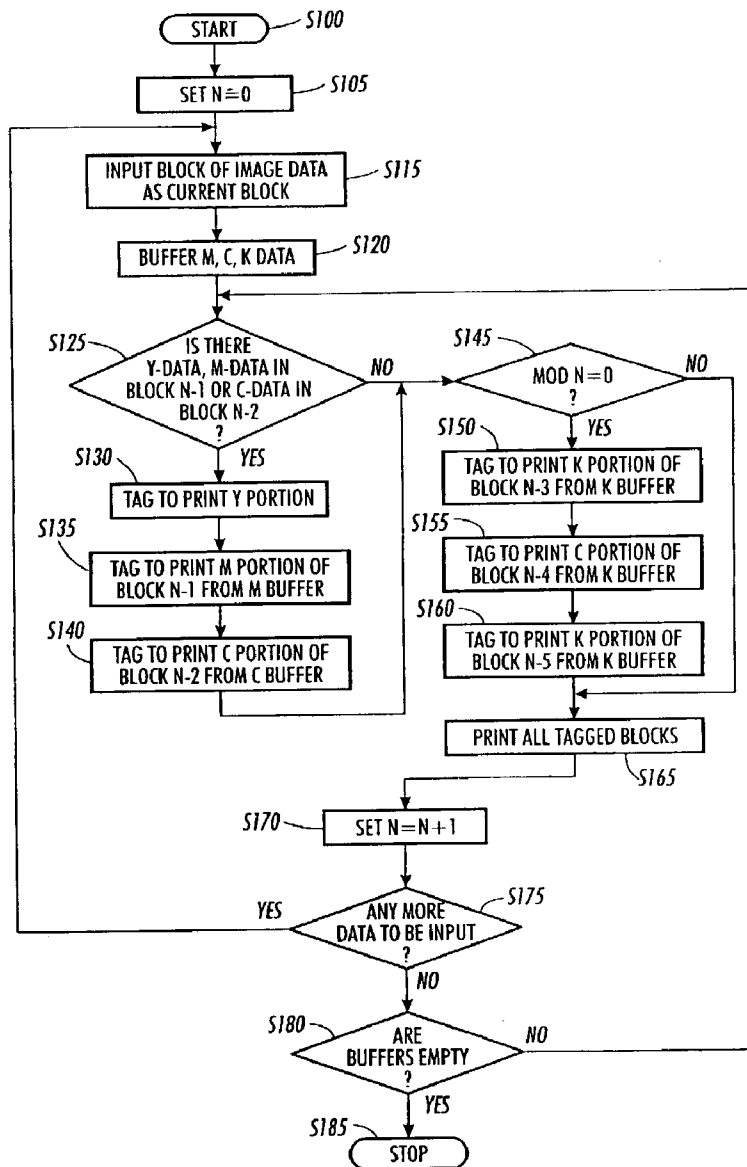 START
S100
SET N=0
S105
INPUT BLOCK OF IMAGE DATA
AS CURRENT BLOCK
S115
BUFFER M, C, K DATA
S120
S125
IS THERE
Y-DATA, M-DATA IN
BLOCK N-1 OR C-DATA IN
BLOCK N-2
?
NO
YES
S130
TAG TO PRINT Y PORTION
S135
TAG TO PRINT M PORTION OF
BLOCK N-1 FROM M BUFFER
S140
TAG TO PRINT C PORTION OF
BLOCK N-2 FROM C BUFFER
S145
MOD N=0
?
NO
YES
S150
TAG TO PRINT K PORTION OF
BLOCK N-3 FROM K BUFFER
S155
TAG TO PRINT C PORTION OF
BLOCK N-4 FROM K BUFFER
S160
TAG TO PRINT K PORTION OF
BLOCK N-5 FROM K BUFFER
PRINT ALL TAGGED BLOCKS
S165
S170
SET N=N+1
S175
YES
ANY MORE
DATA TO BE INPUT
?
NO
S180
ARE
BUFFERS EMPTY
?
NO
YES
S185
STOP